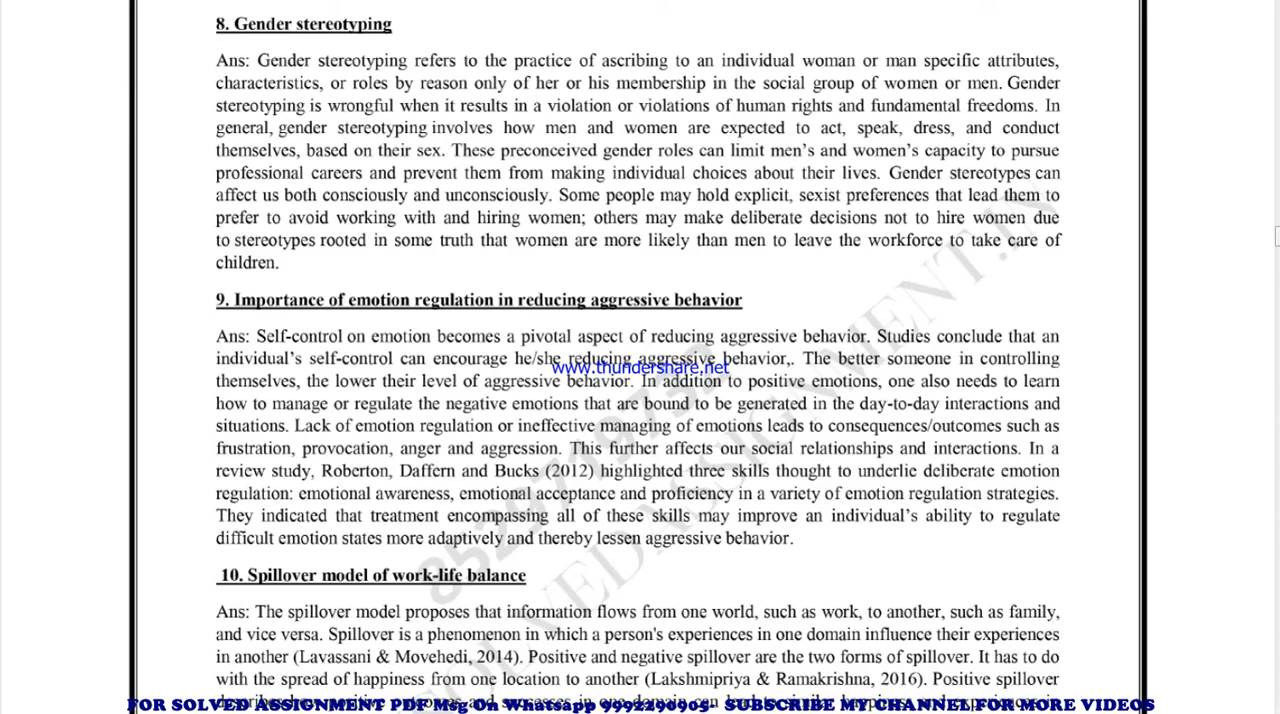 8. Gender stereotyping
Ans: Gender stereotyping refers to the practice of ascribing to an individual woman or man specific attributes,
characteristics, or roles by reason only of her or his membership in the social group of women or men. Gender
stereotyping is wrongful when it results in a violation or violations of human rights and fundamental freedoms. In
general, gender stereotyping involves how men and women are expected to act, speak, dress, and conduct
themselves, based on their sex. These preconceived gender roles can limit men's and women's capacity to pursue
professional careers and prevent them from making individual choices about their lives. Gender stereotypes can
affect us both consciously and unconsciously. Some people may hold explicit, sexist preferences that lead them to
prefer to avoid working with and hiring women; others may make deliberate decisions not to hire women due
to stereotypes rooted in some truth that women are more likely than men to leave the workforce to take care of
children.
9. Importance of emotion regulation in reducing aggressive behavior
Ans: Self-control on emotion becomes a pivotal aspect of reducing aggressive behavior. Studies conclude that an
individual's self-control can encourage he/she reducing aggressive behavior,. The better someone in controlling
www.thundershare.net
themselves, the lower their level of aggressive behavior. In addition to positive emotions, one also needs to learn
how to manage or regulate the negative emotions that are bound to be generated in the day-to-day interactions and
situations. Lack of emotion regulation or ineffective managing of emotions leads to consequences/outcomes such as
frustration, provocation, anger and aggression. This further affects our social relationships and interactions. In a
review study, Roberton, Daffern and Bucks (2012) highlighted three skills thought to underlie deliberate emotion
regulation: emotional awareness, emotional acceptance and proficiency in a variety of emotion regulation strategies.
They indicated that treatment encompassing all of these skills may improve an individual's ability to regulate
difficult emotion states more adaptively and thereby lessen aggressive behavior.
10. Spillover model of work-life balance
Ans: The spillover model proposes that information flows from one world, such as work, to another, such as family,
and vice versa. Spillover is a phenomenon in which a person's experiences in one domain influence their experiences
in another (Lavassani & Movehedi, 2014). Positive and negative spillover are the two forms of spillover. It has to do
with the spread of happiness from one location to another (Lakshmipriya & Ramakrishna, 2016). Positive spillover
FOR SOLVED ASSIGNMENT PDF Msg On Whatsapp 9992290905- SUBSCRIBE MY CHANNEL FOR MORE VIDEOS
8529719732
SOLVEDASSIGNMENT.IN